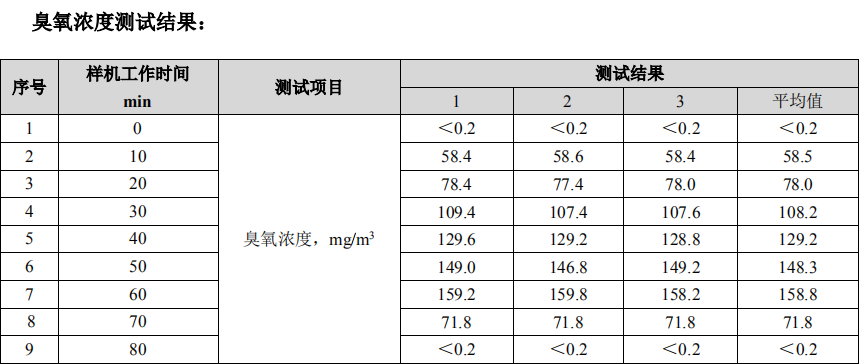 臭氧浓度测试结果：
序号 样机工作时间 min 测试项目 测试结果
1 2 3 平均值
1 0 ＜0.2 ＜0.2 ＜0.2 ＜0.2
2 10 58.4 58.6 58.4 58.5
3 20 78.4 77.4 78.0 78.0
4 30 109.4 107.4 107.6 108.2
5 40 臭氧浓度，mg/m³ 129.6 129.2 128.8 129.2
6 50 149.0 146.8 149.2 148.3
7 60 159.2 159.8 158.2 158.8
8 70 71.8 71.8 71.8 71.8
9 80 ＜0.2 ＜0.2 ＜0.2 ＜0.2